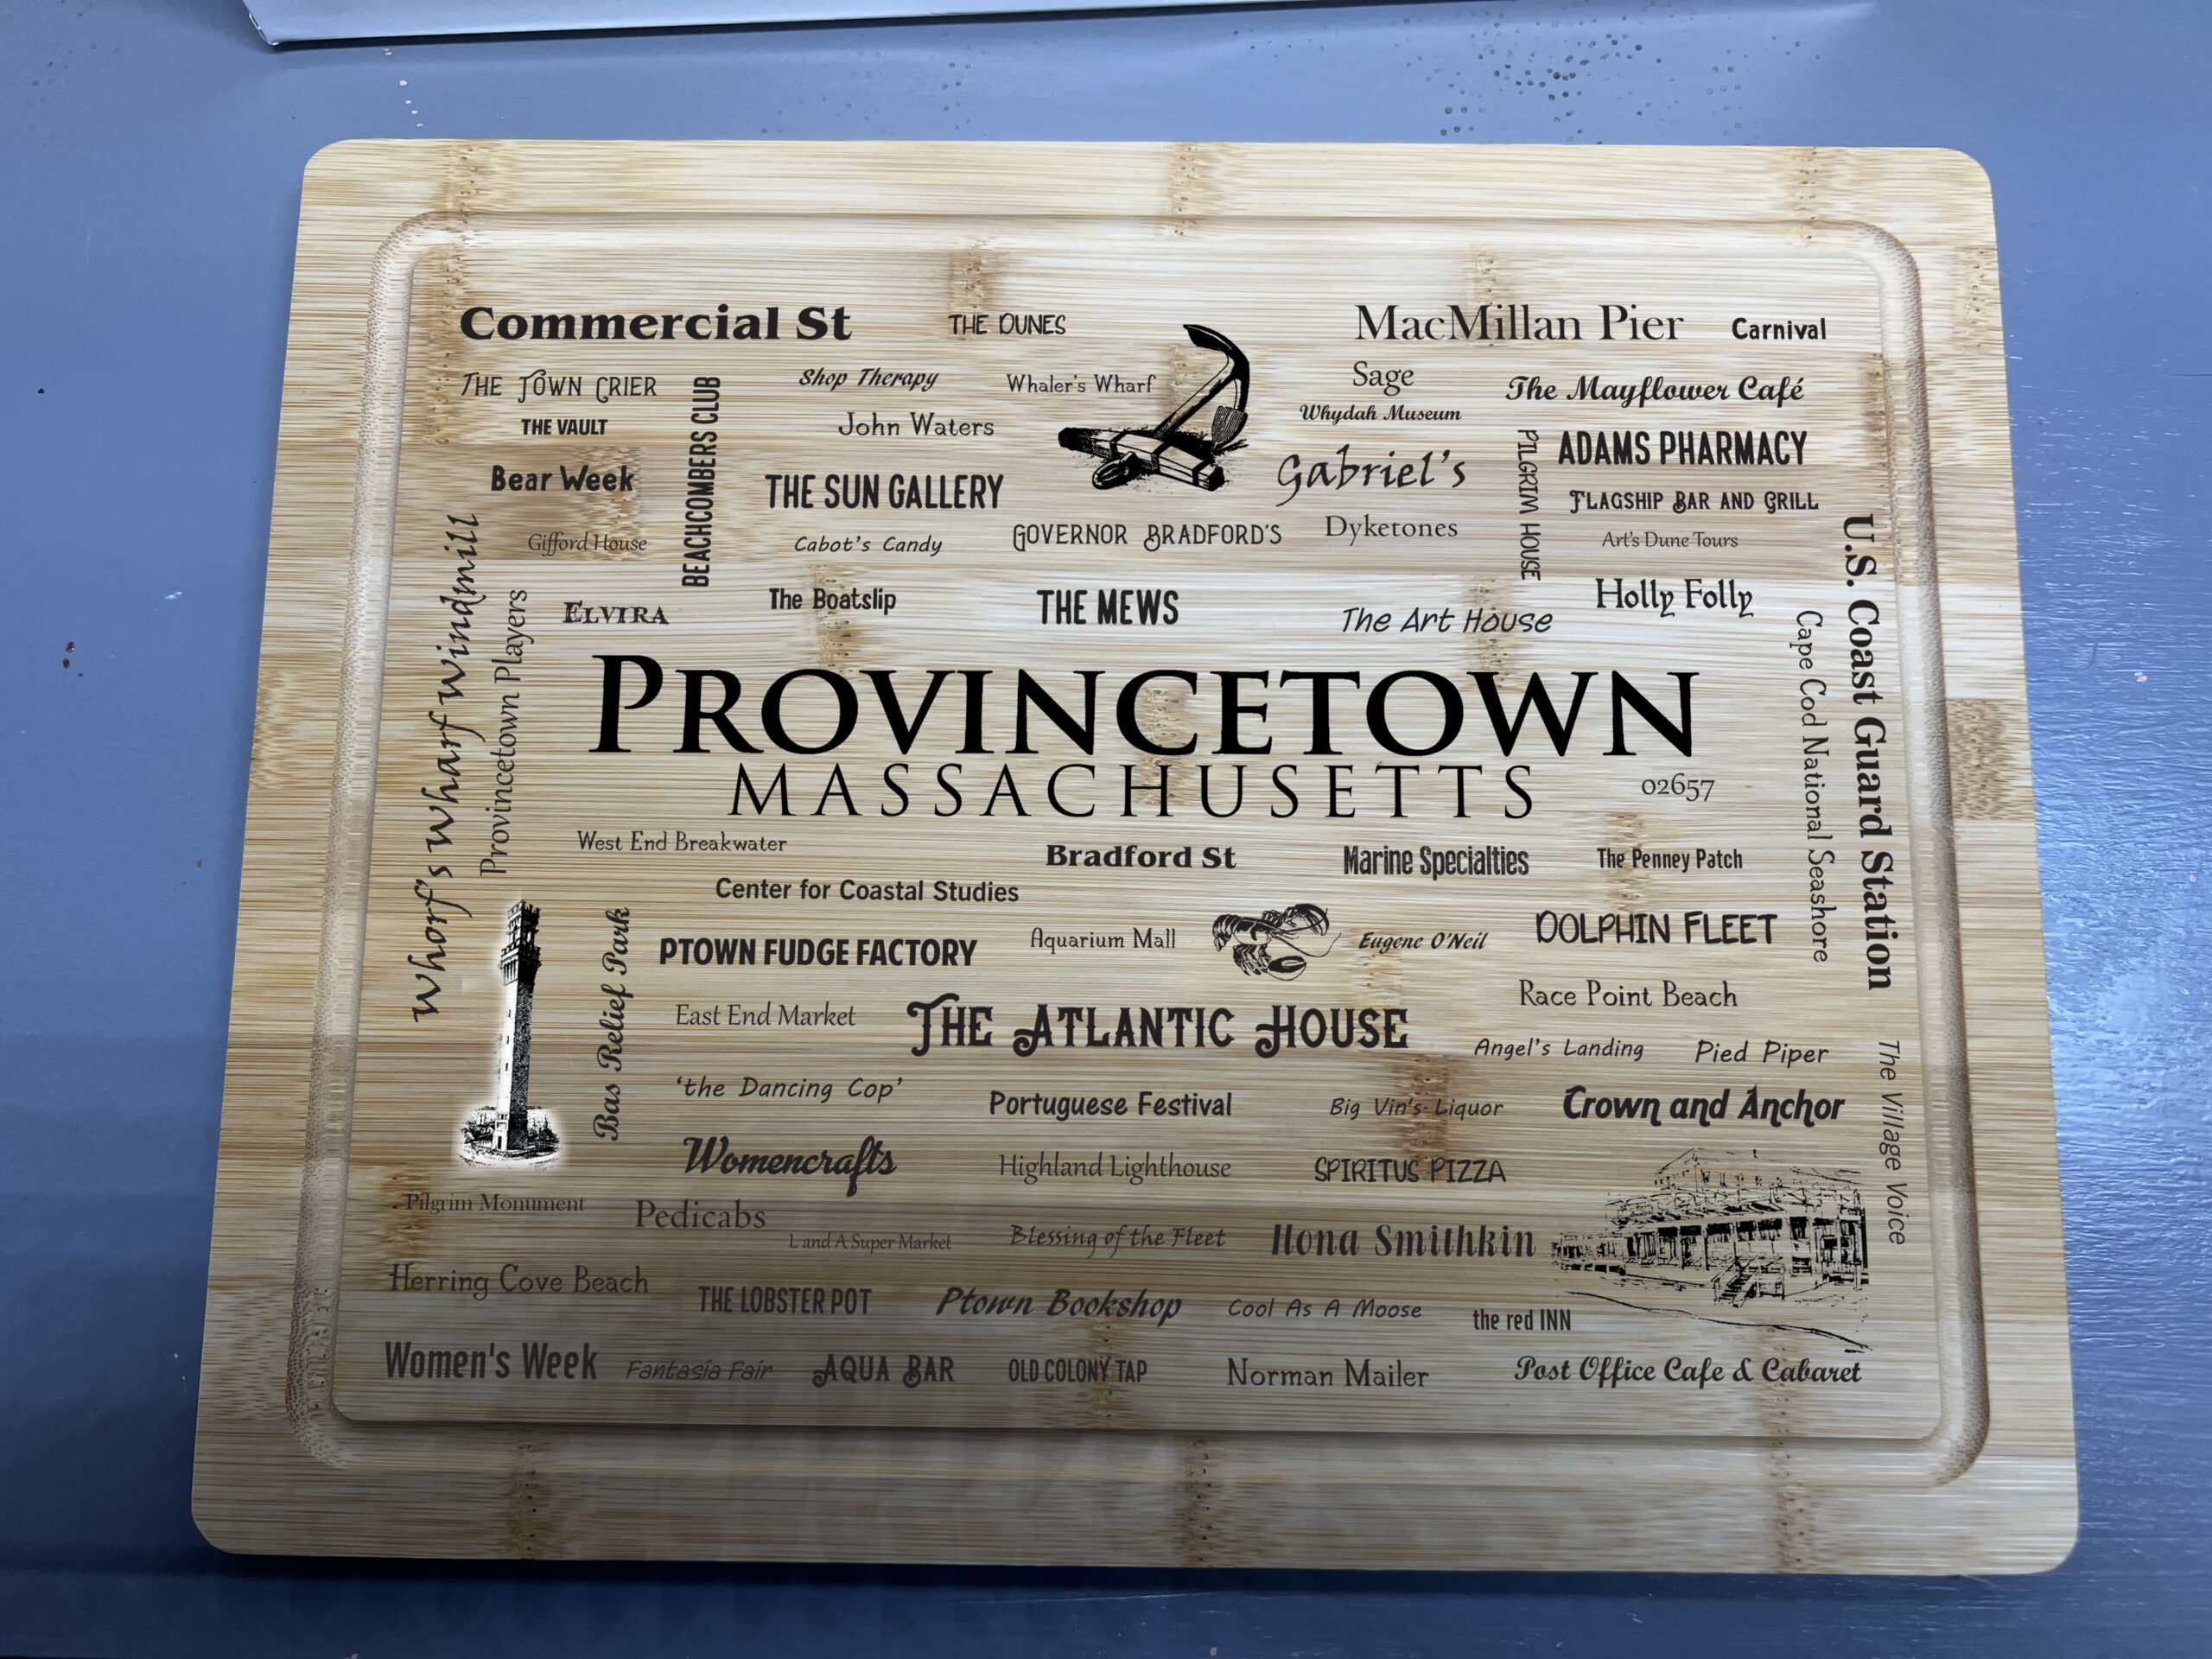 Commercial St
THE DUNES
MacMillan Pier
Carnival
THE TOWN CRIER
Shop Therapy
Whaler's Wharf
Sage
The Mayflower Café
THE VAULT
BEACHCOMBERS CLUB
John Waters
Whydah Museum
PILGRIM HOUSE
ADAMS PHARMACY
Bear Week
THE SUN GALLERY
Gabriel's
FLAGSHIP BAR AND GRILL
Gifford House
Cabot's Candy
GOVERNOR BRADFORD'S
Dyketones
Art's Dune Tours
Whorf's Wharf Windmill
Provincetown Players
ELVIRA
The Boatslip
THE MEWS
The Art House
Holly Folly
Cape Cod National Seashore
U.S. Coast Guard Station
PROVINCETOWN
MASSACHUSETTS
02657
West End Breakwater
Bradford St
Marine Specialties
The Penney Patch
Center for Coastal Studies
Bas Relief Park
PTOWN FUDGE FACTORY
Aquarium Mall
Eugene O'Neil
DOLPHIN FLEET
East End Market
THE ATLANTIC HOUSE
Race Point Beach
Angel's Landing
Pied Piper
'the Dancing Cop'
Portuguese Festival
Big Vin's Liquor
Crown and Anchor
The Village Voice
Womencrafts
Highland Lighthouse
SPIRITUS PIZZA
Pilgrim Monument
Pedicabs
L and A Super Market
Blessing of the Fleet
Ilona Smithkin
Herring Cove Beach
THE LOBSTER POT
Ptown Bookshop
Cool As A Moose
the red INN
Women's Week
Fantasia Fair
AQUA BAR
OLD COLONY TAP
Norman Mailer
Post Office Cafe & Cabaret